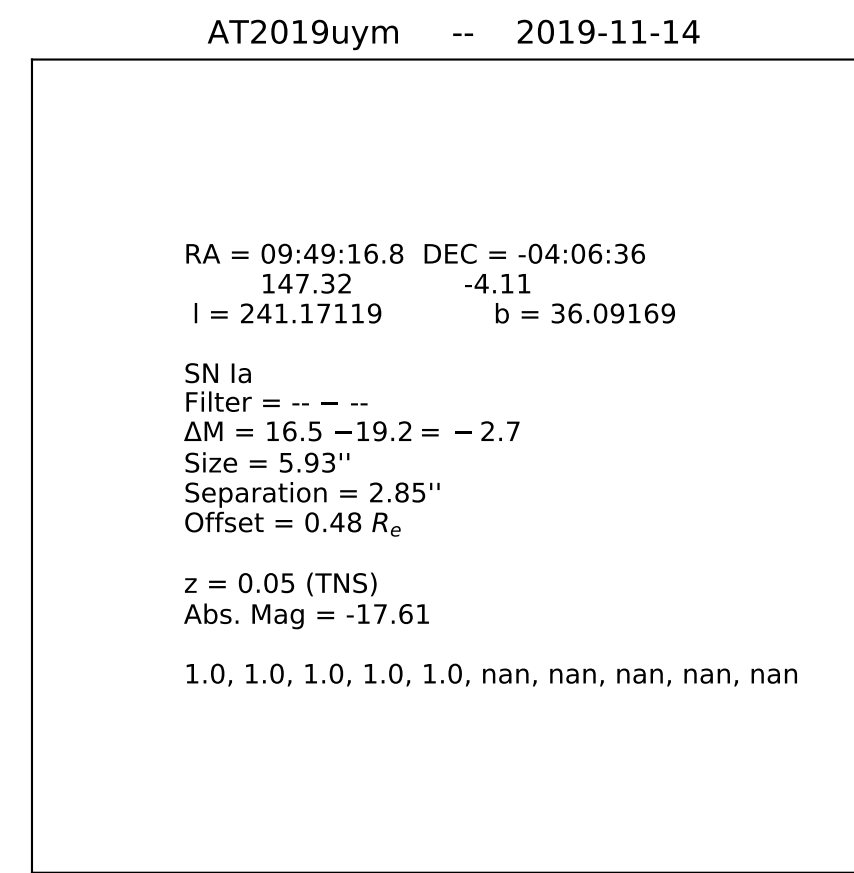 AT2019uym -- 2019-11-14
RA = 09:49:16.8 DEC = -04:06:36
147.32 -4.11
l = 241.17119 b = 36.09169
SN Ia
Filter = -- − --
ΔM = 16.5 −19.2 = −2.7
Size = 5.93''
Separation = 2.85''
Offset = 0.48 Rₑ
z = 0.05 (TNS)
Abs. Mag = -17.61
1.0, 1.0, 1.0, 1.0, 1.0, nan, nan, nan, nan, nan